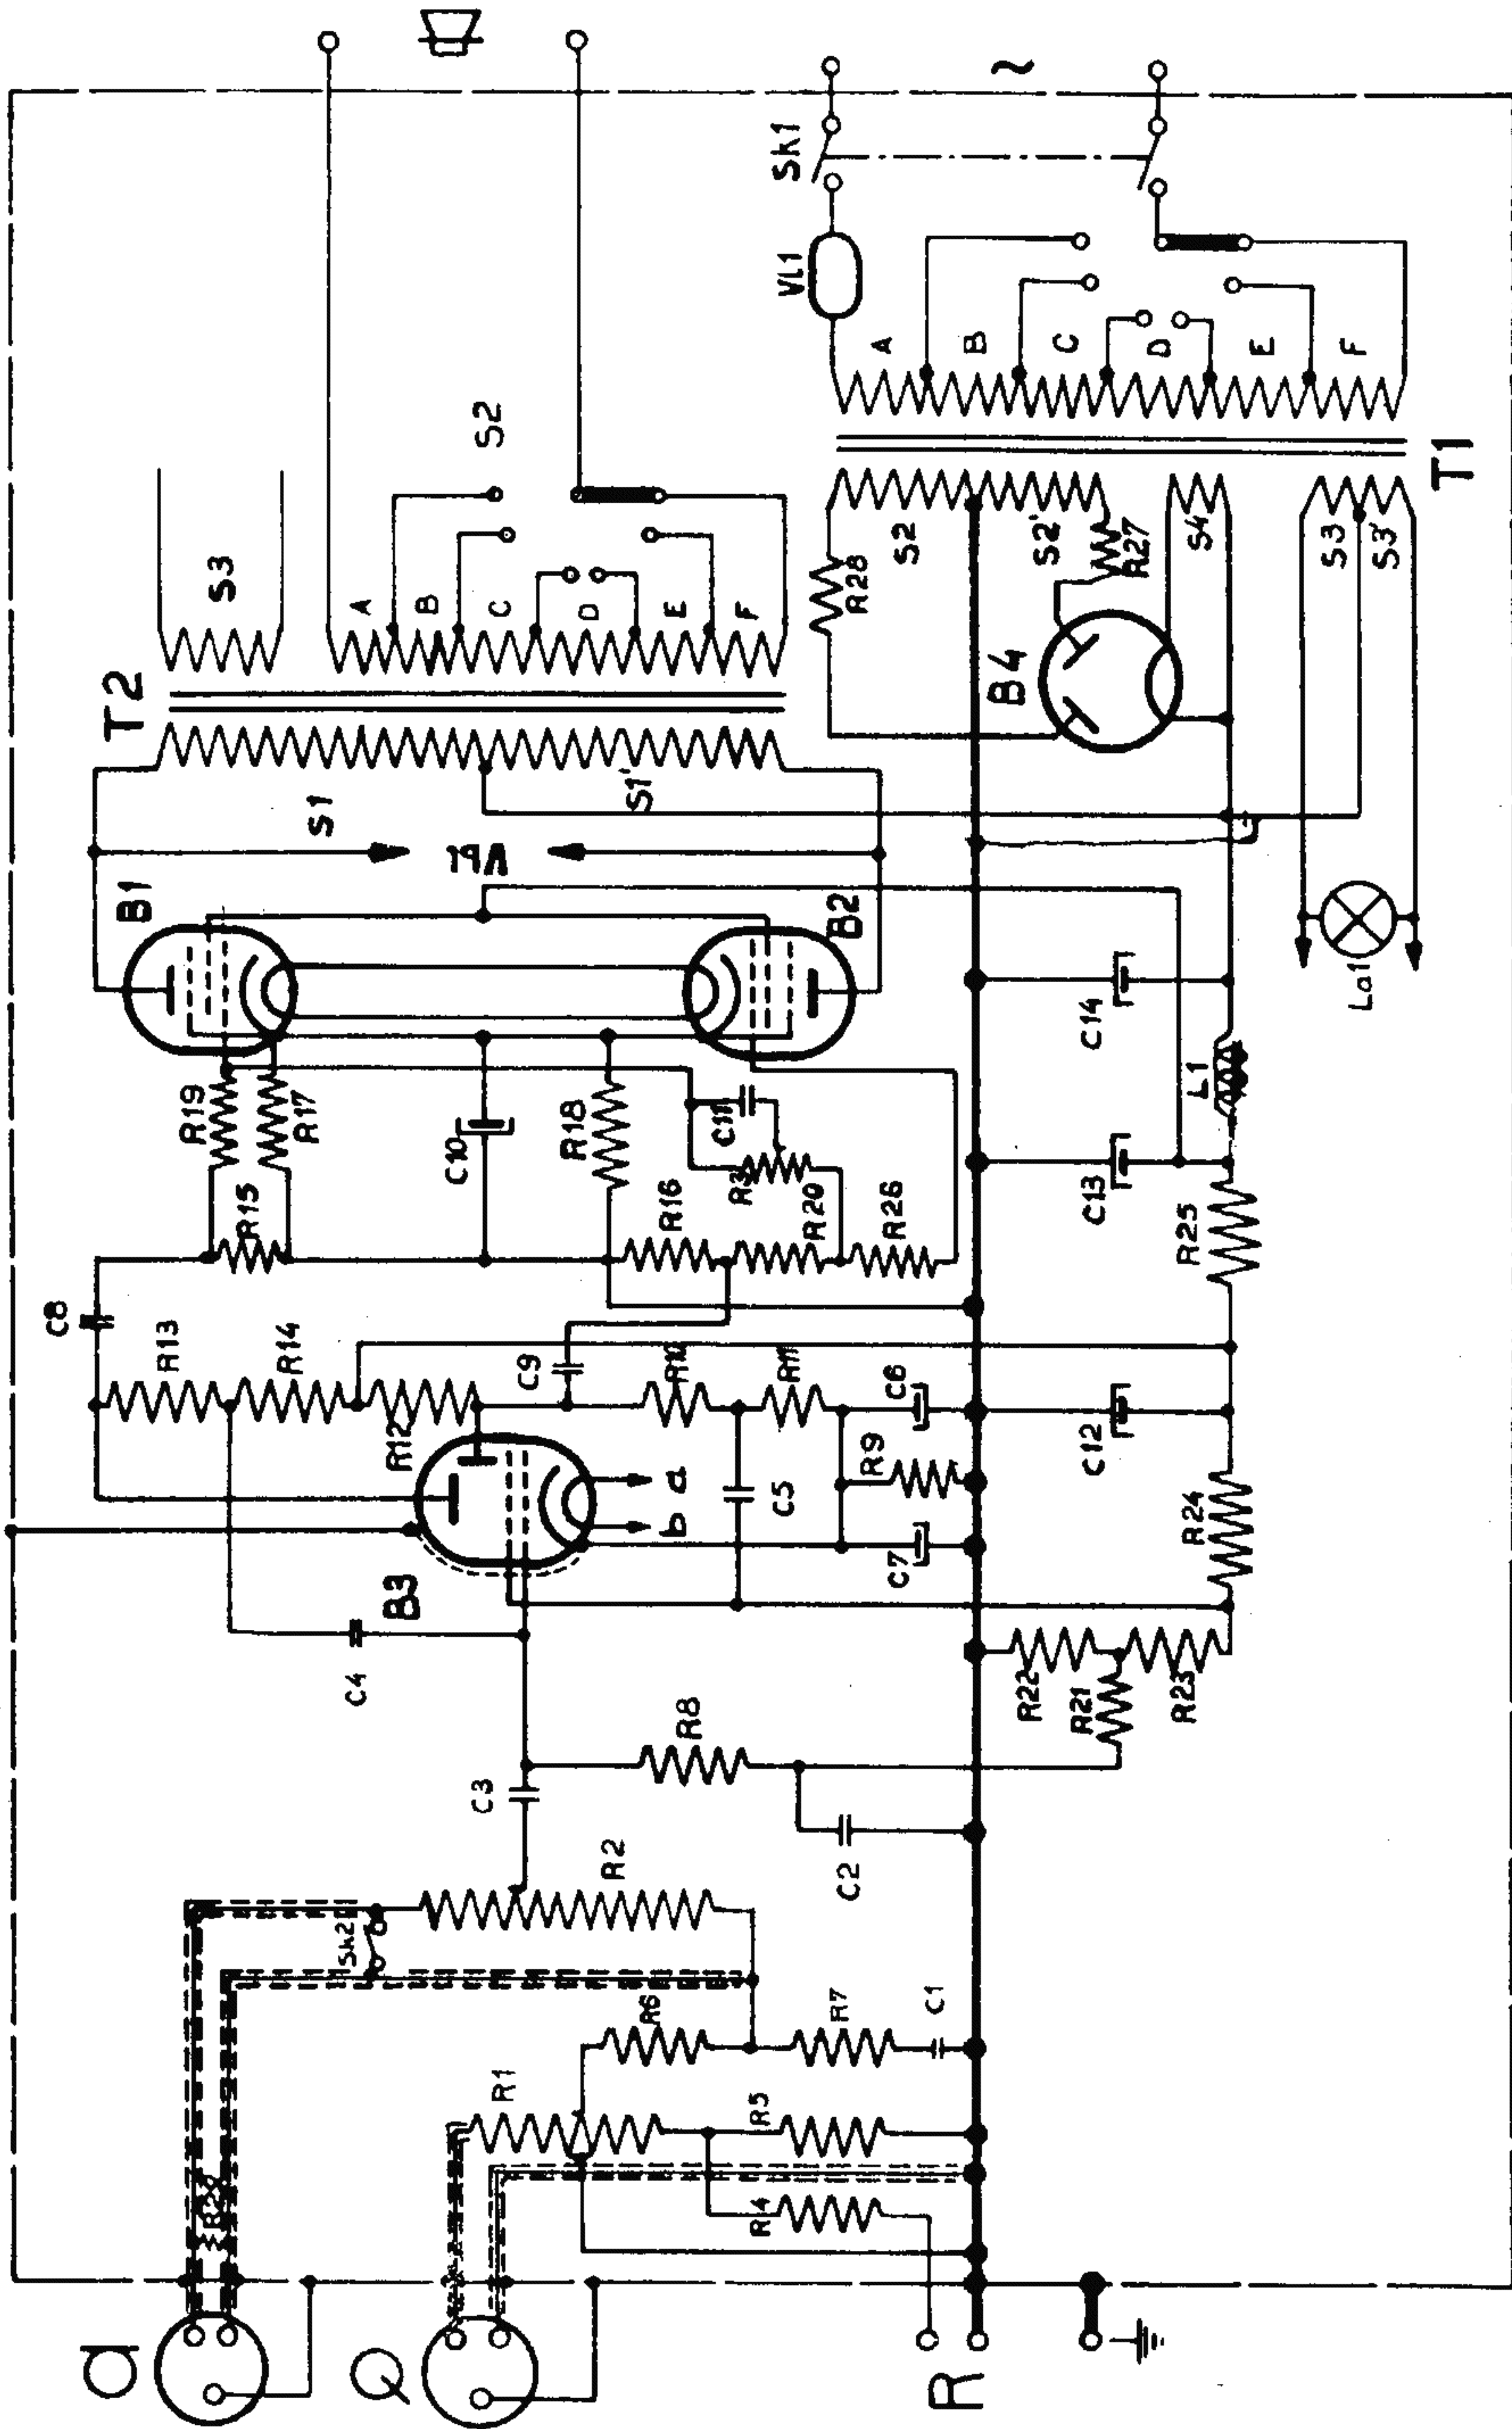 T2
S3
A
B
C
D
E
F
S2
S1
S1'
B1
Vb1
B2
R19
R17
R15
C10
R18
C11
R3
R16
R20
R26
C8
R13
R14
R12
C9
R10
R11
C6
R9
C5
C7
a
b
B3
C4
C3
R8
R2
C2
Sk2
R6
R7
C1
R1
R5
R4
Q
R
R22
R21
R23
R24
C12
R25
C13
C14
L1
La1
B4
R28
R27
S2
S2'
S4
S3
S3'
T1
A
B
C
D
E
F
VL1
Sk1
~